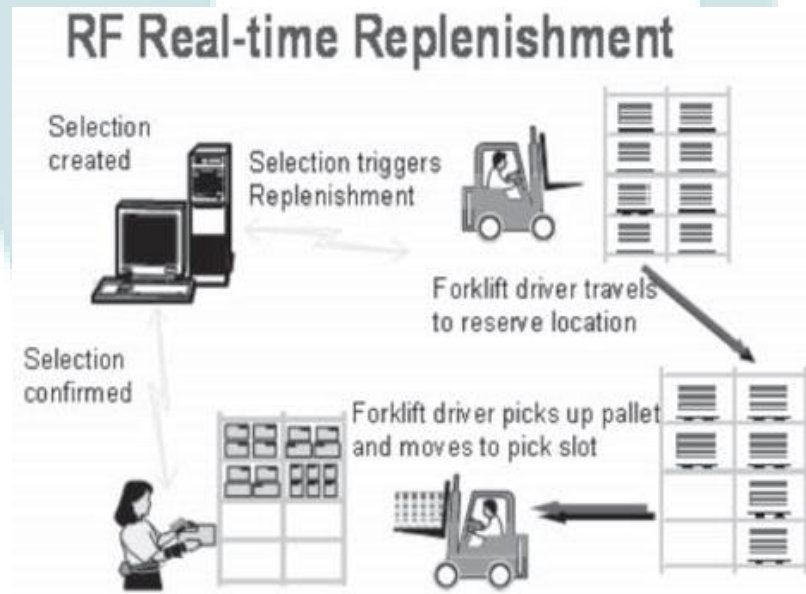 RF Real-time Replenishment
Selection
created
Selection triggers
Replenishment
Forklift driver travels
to reserve location
Selection
confirmed
Forklift driver picks up pallet
and moves to pick slot